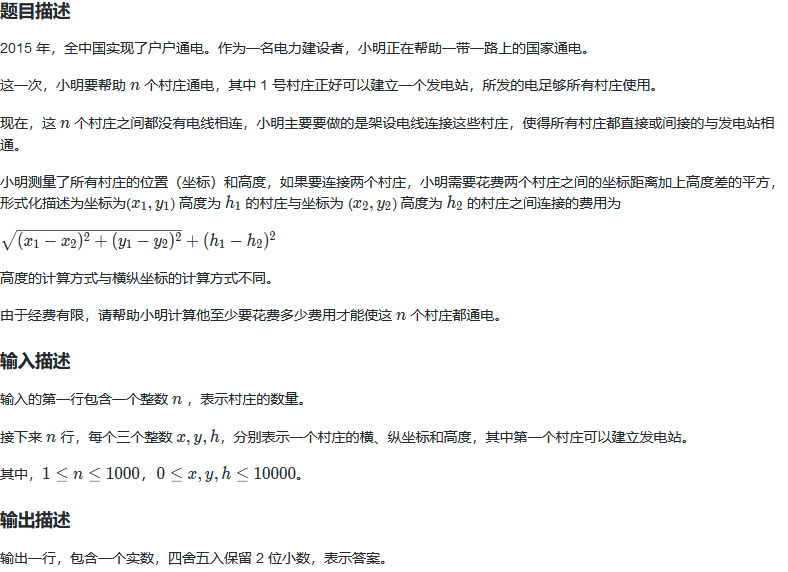 题目描述
2015 年，全中国实现了户户通电。作为一名电力建设者，小明正在帮助一带一路上的国家通电。
这一次，小明要帮助 n 个村庄通电，其中 1 号村庄正好可以建立一个发电站，所发的电足够所有村庄使用。
现在，这 n 个村庄之间都没有电线相连，小明主要要做的是架设电线连接这些村庄，使得所有村庄都直接或间接的与发电站相
通。
小明测量了所有村庄的位置（坐标）和高度，如果要连接两个村庄，小明需要花费两个村庄之间的坐标距离加上高度差的平方，
形式化描述为坐标为(x₁, y₁) 高度为 h₁ 的村庄与坐标为 (x₂, y₂) 高度为 h₂ 的村庄之间连接的费用为
√((x₁ − x₂)² + (y₁ − y₂)²) + (h₁ − h₂)²
高度的计算方式与横纵坐标的计算方式不同。
由于经费有限，请帮助小明计算他至少要花费多少费用才能使这 n 个村庄都通电。
输入描述
输入的第一行包含一个整数 n ，表示村庄的数量。
接下来 n 行，每个三个整数 x, y, h，分别表示一个村庄的横、纵坐标和高度，其中第一个村庄可以建立发电站。
其中，1 ≤ n ≤ 1000，0 ≤ x, y, h ≤ 10000。
输出描述
输出一行，包含一个实数，四舍五入保留 2 位小数，表示答案。